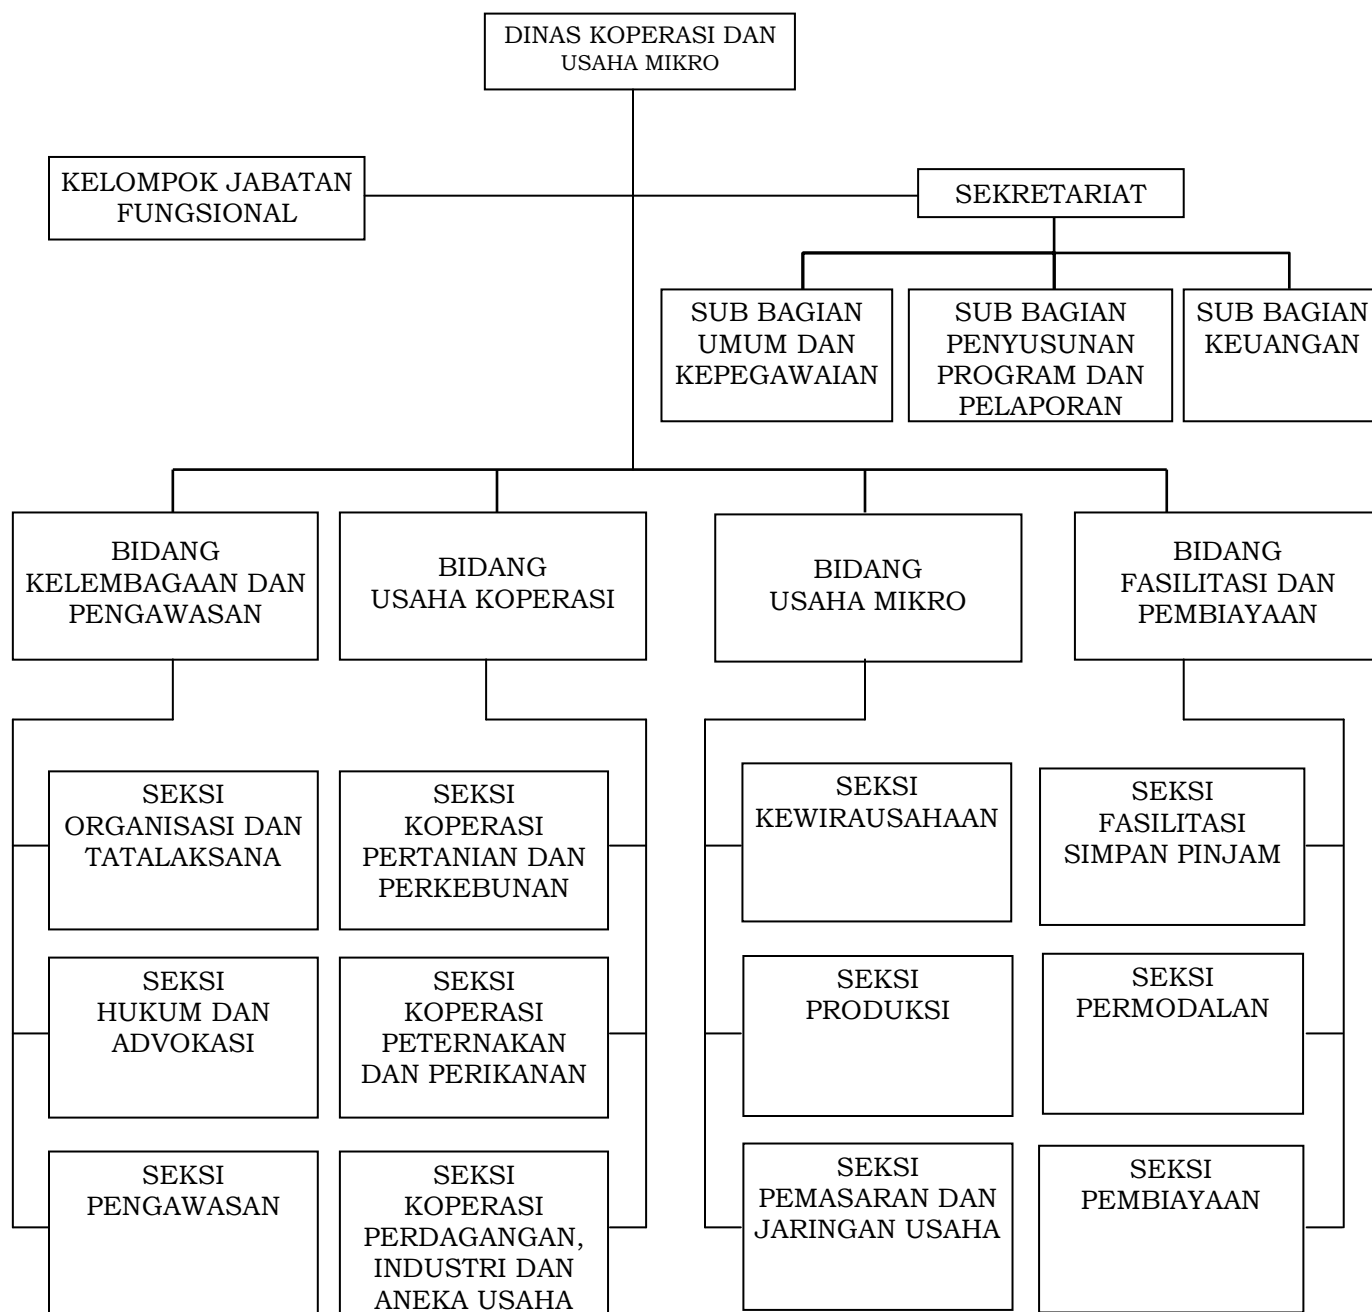 DINAS KOPERASI DAN
USAHA MIKRO
KELOMPOK JABATAN
FUNGSIONAL
SEKRETARIAT
SUB BAGIAN
UMUM DAN
KEPEGAWAIAN
SUB BAGIAN
PENYUSUNAN
PROGRAM DAN
PELAPORAN
SUB BAGIAN
KEUANGAN
BIDANG
KELEMBAGAAN DAN
PENGAWASAN
BIDANG
USAHA KOPERASI
BIDANG
USAHA MIKRO
BIDANG
FASILITASI DAN
PEMBIAYAAN
SEKSI
ORGANISASI DAN
TATALAKSANA
SEKSI
KOPERASI
PERTANIAN DAN
PERKEBUNAN
SEKSI
KEWIRAUSAHAAN
SEKSI
FASILITASI
SIMPAN PINJAM
SEKSI
HUKUM DAN
ADVOKASI
SEKSI
KOPERASI
PETERNAKAN
DAN PERIKANAN
SEKSI
PRODUKSI
SEKSI
PERMODALAN
SEKSI
PENGAWASAN
SEKSI
KOPERASI
PERDAGANGAN,
INDUSTRI DAN
ANEKA USAHA
SEKSI
PEMASARAN DAN
JARINGAN USAHA
SEKSI
PEMBIAYAAN